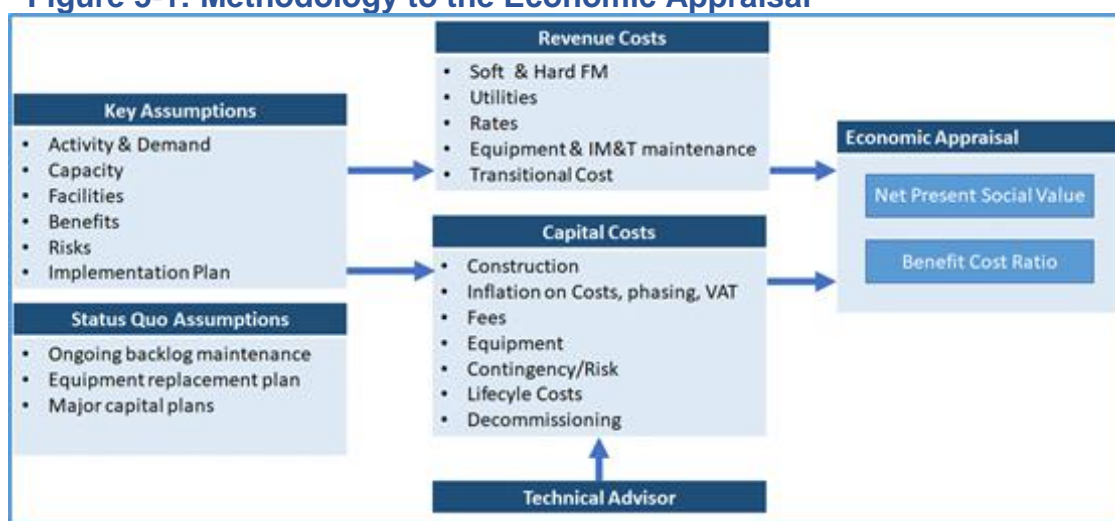 Figure 5-1: Methodology to the Economic Appraisal
Key Assumptions
• Activity & Demand
• Capacity
• Facilities
• Benefits
• Risks
• Implementation Plan
Status Quo Assumptions
• Ongoing backlog maintenance
• Equipment replacement plan
• Major capital plans
Revenue Costs
• Soft & Hard FM
• Utilities
• Rates
• Equipment & IM&T maintenance
• Transitional Cost
Capital Costs
• Construction
• Inflation on Costs, phasing, VAT
• Fees
• Equipment
• Contingency/Risk
• Lifecyle Costs
• Decommissioning
Technical Advisor
Economic Appraisal
Net Present Social Value
Benefit Cost Ratio